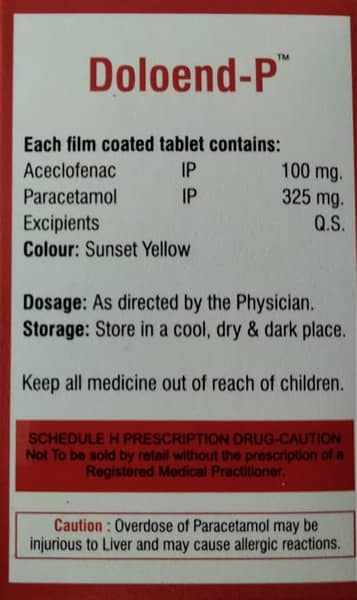 Doloend-P™
Each film coated tablet contains:
Aceclofenac IP 100 mg.
Paracetamol IP 325 mg.
Excipients Q.S.
Colour: Sunset Yellow
Dosage: As directed by the Physician.
Storage: Store in a cool, dry & dark place.
Keep all medicine out of reach of children.
SCHEDULE H PRESCRIPTION DRUG-CAUTION
Not To be sold by retail without the prescription of a
Registered Medical Practitioner.
Caution : Overdose of Paracetamol may be
injurious to Liver and may cause allergic reactions.